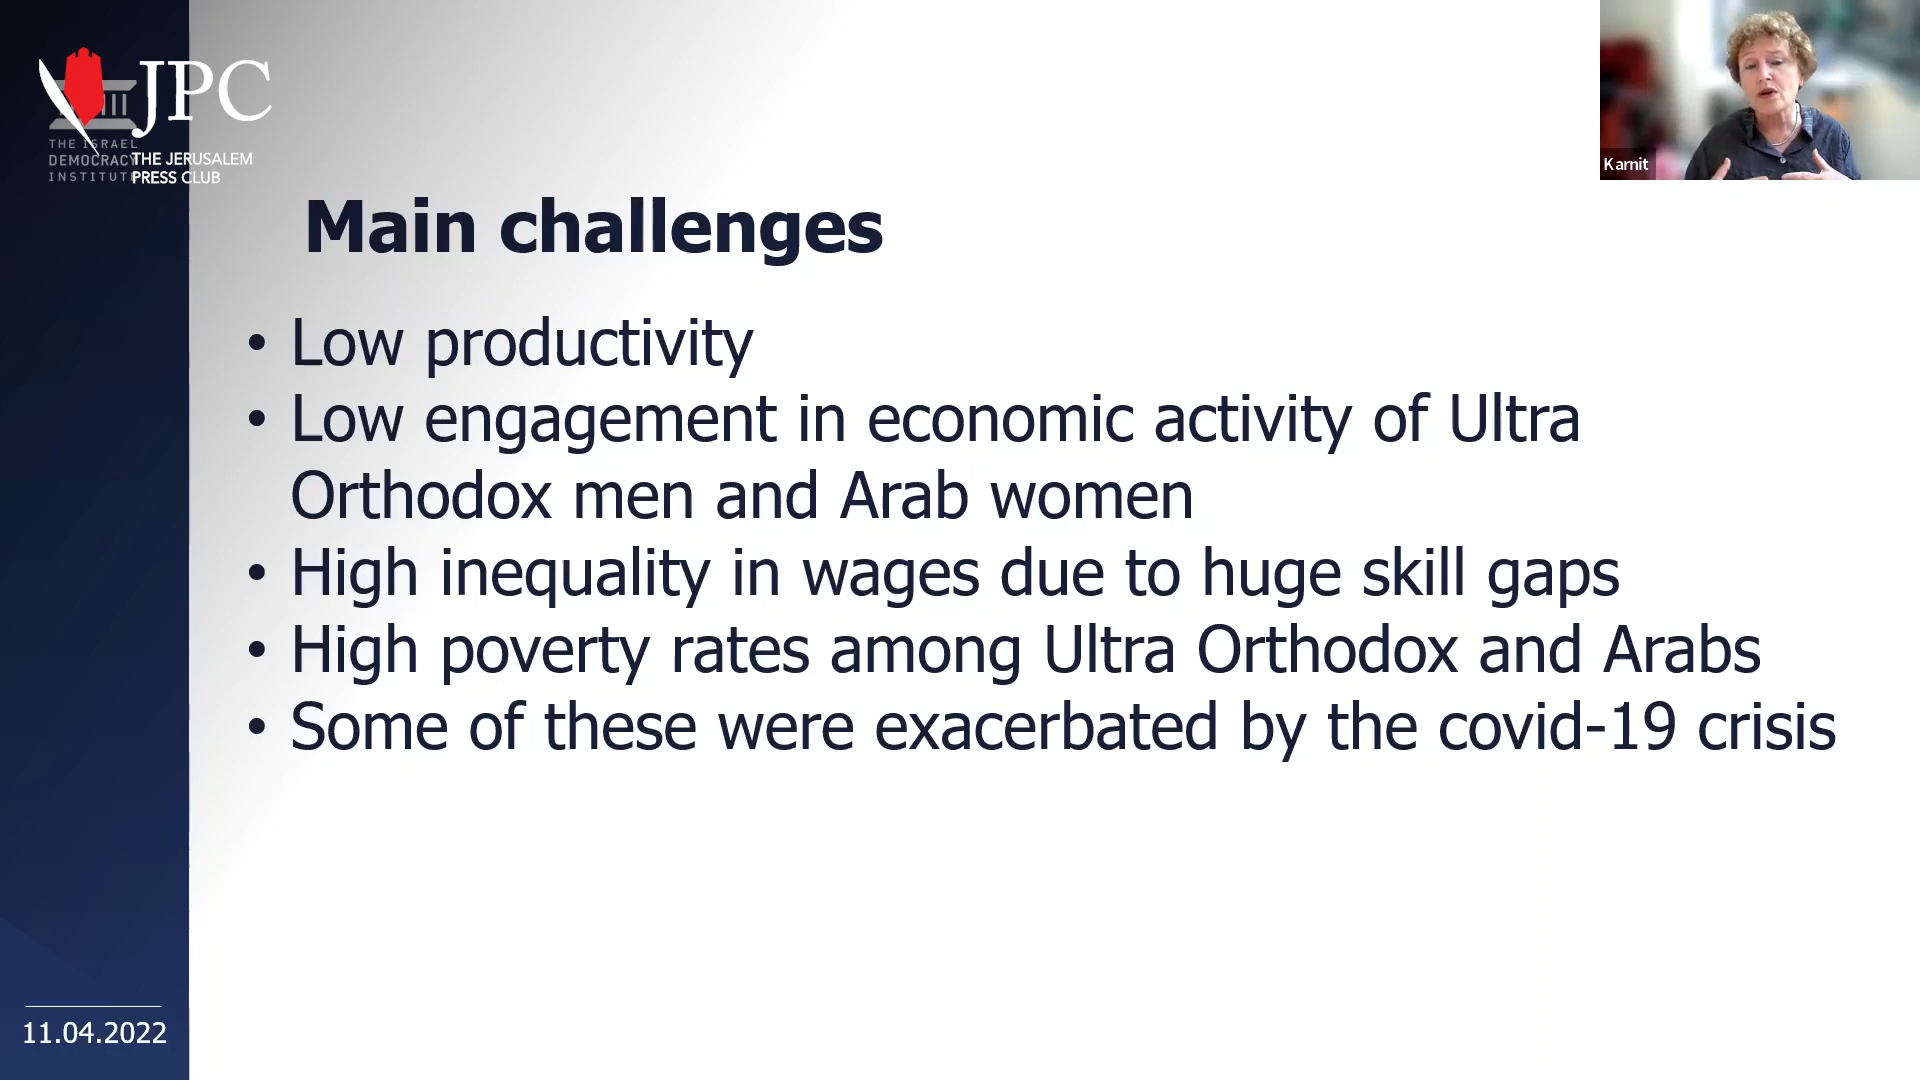 JPC
THE ISRAEL
DEMOCRACY
INSTITUTE
THE JERUSALEM
PRESS CLUB
Karnit
Main challenges
• Low productivity
• Low engagement in economic activity of Ultra
Orthodox men and Arab women
• High inequality in wages due to huge skill gaps
• High poverty rates among Ultra Orthodox and Arabs
• Some of these were exacerbated by the covid-19 crisis
11.04.2022